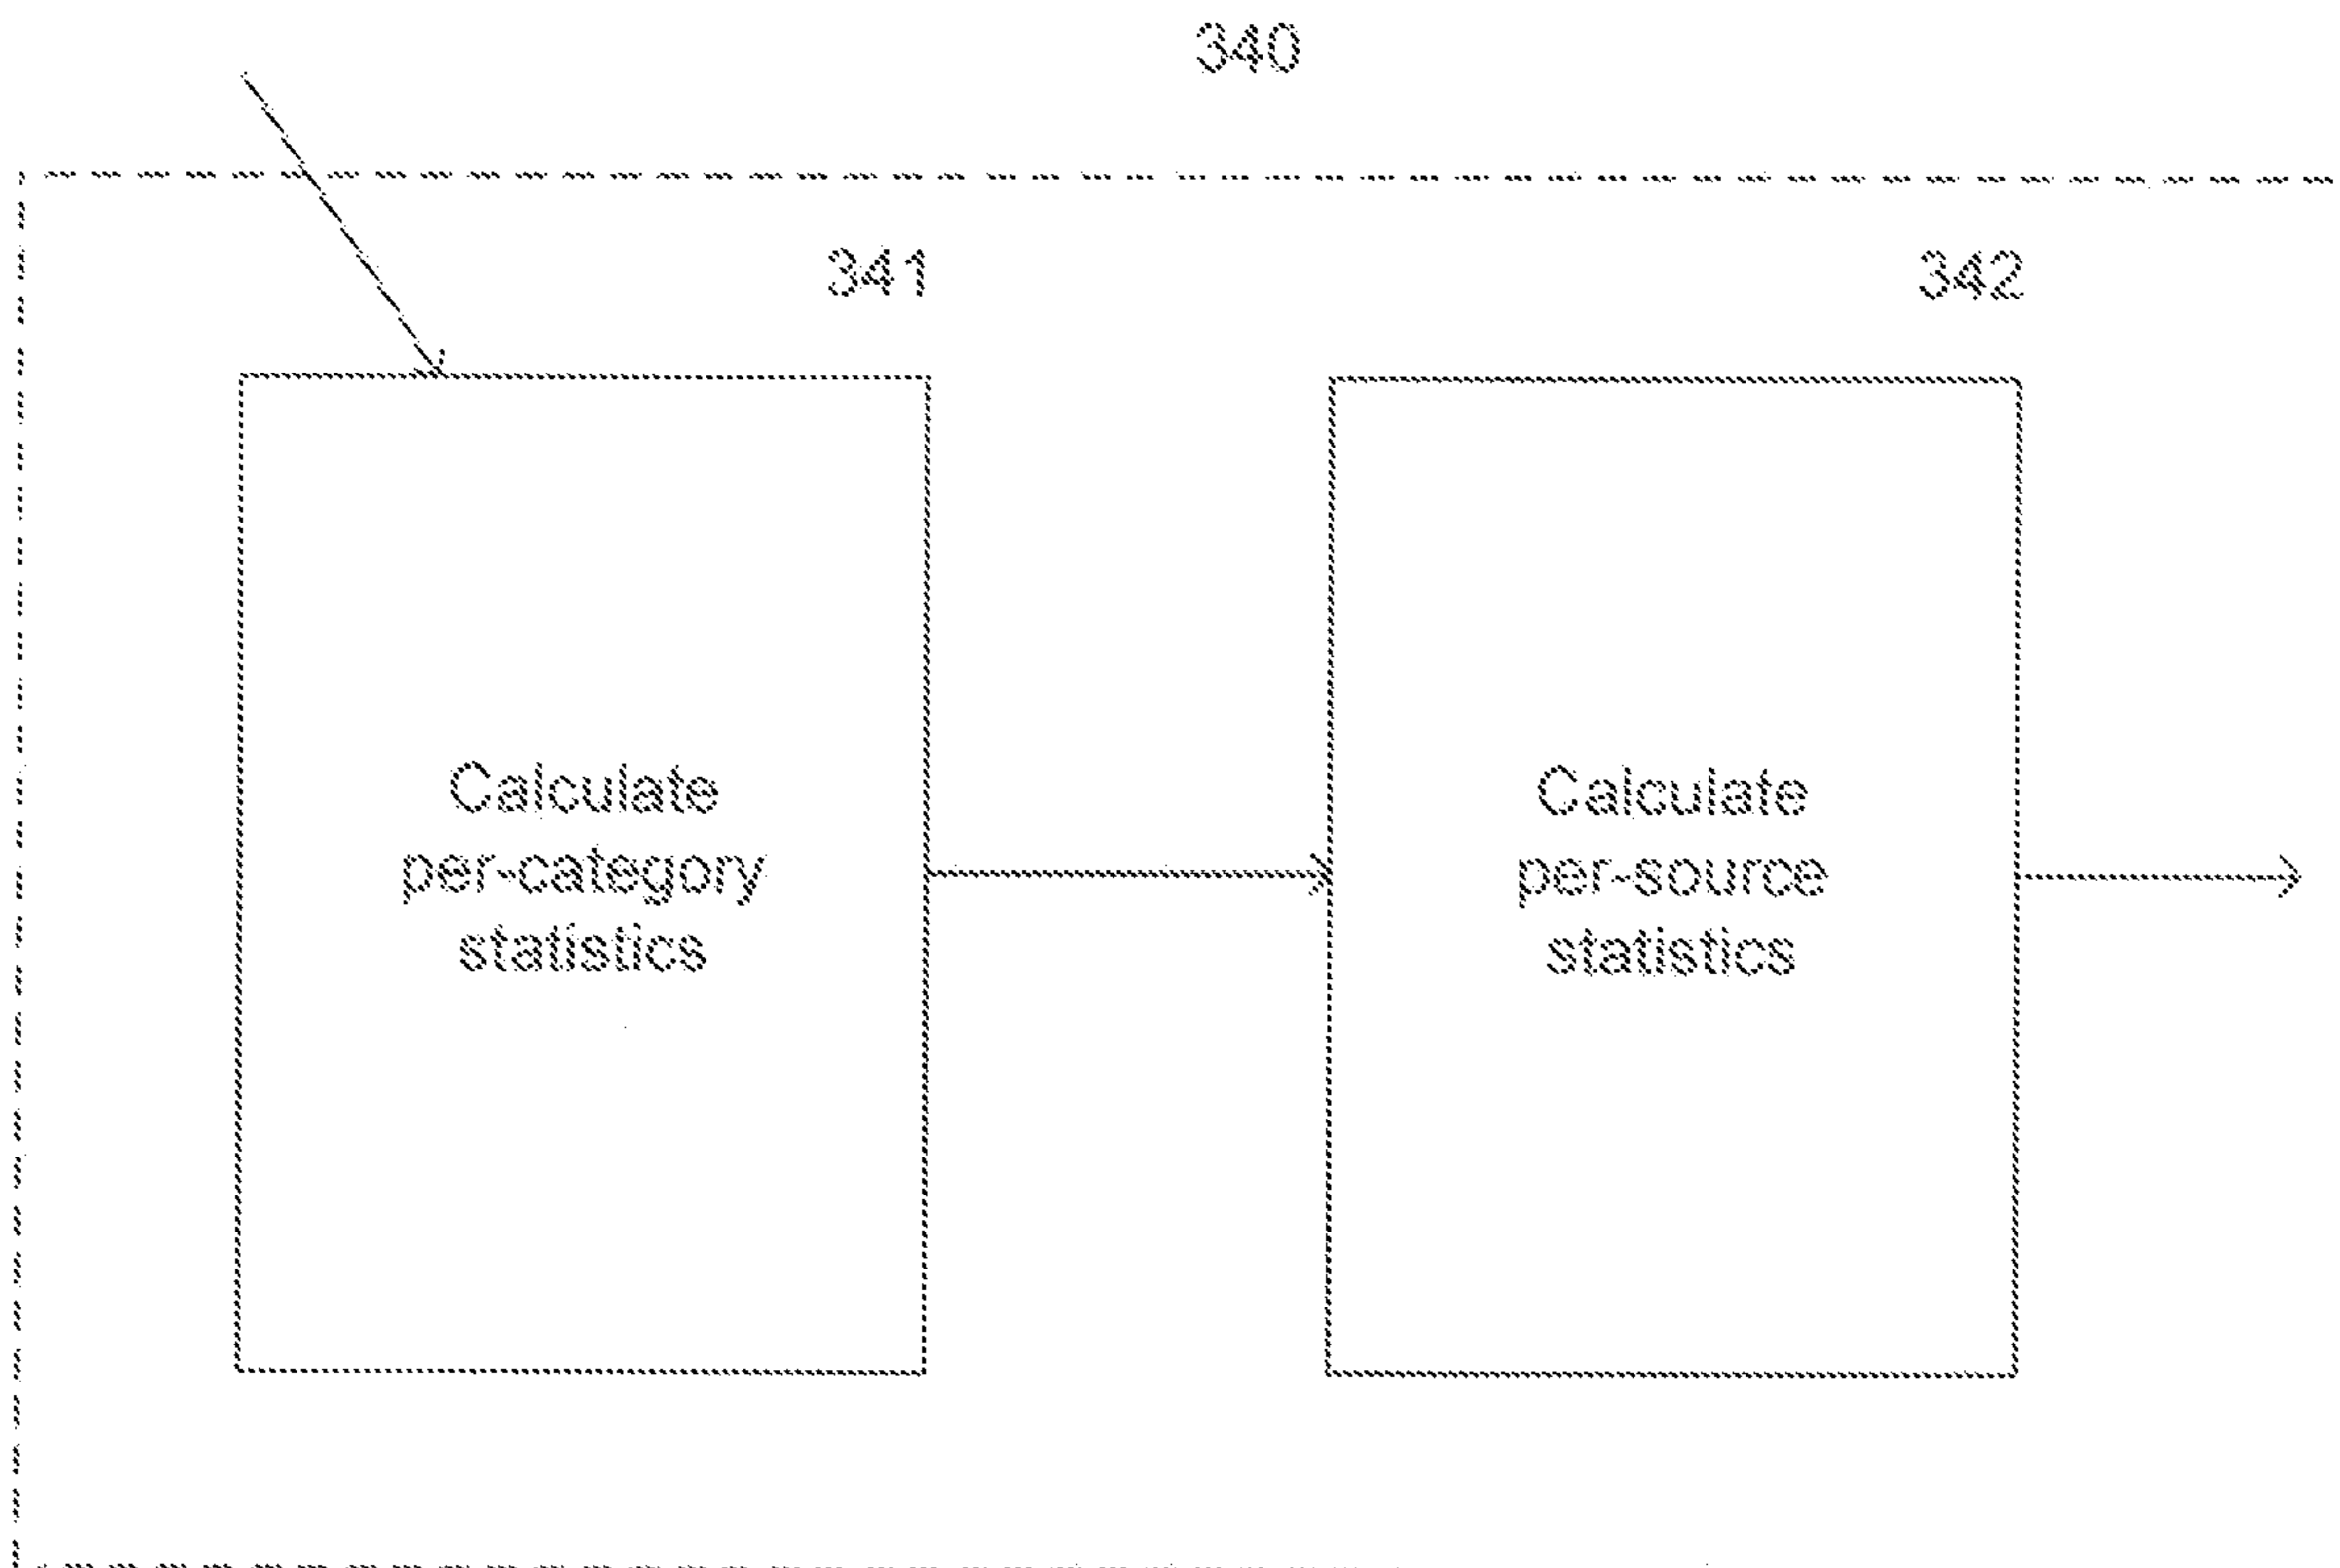 340
341
342
Calculate
per-category
statistics
Calculate
per-source
statistics